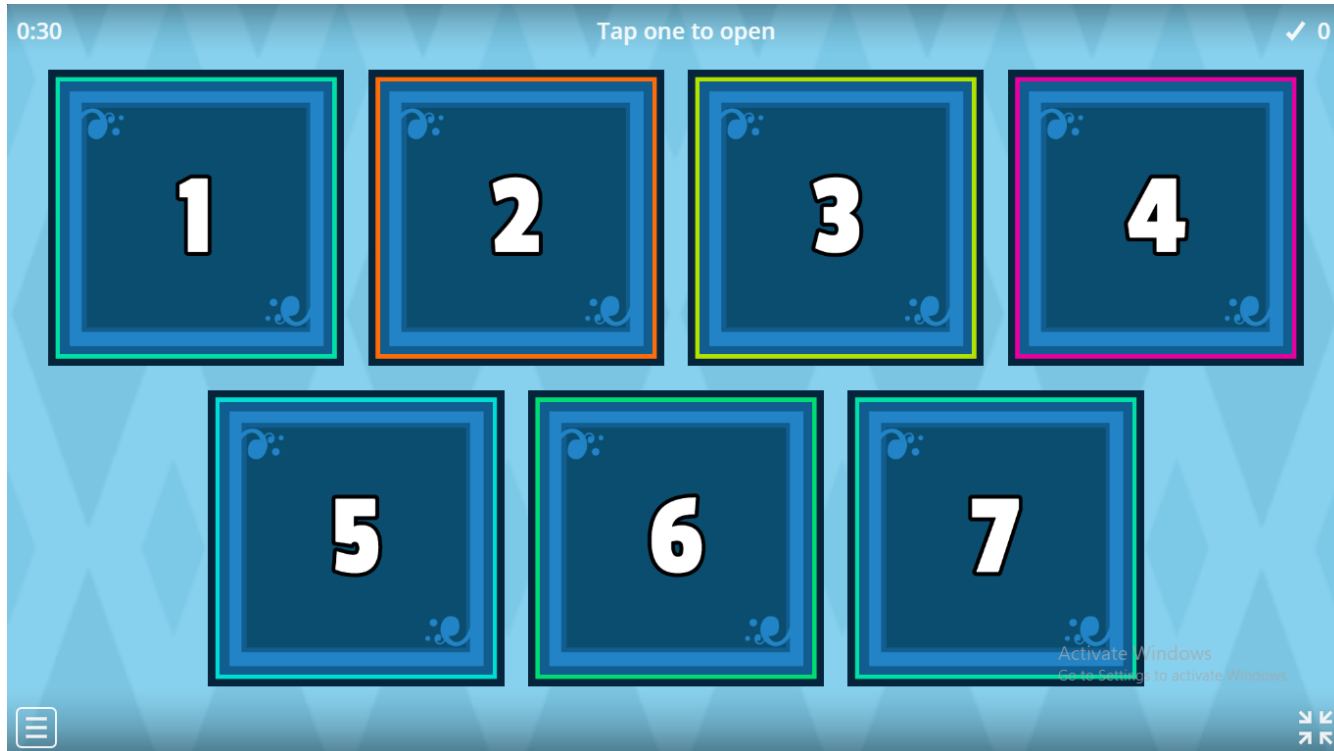 0:30 Tap one to open ✓ 0
1 2 3 4
5 6 7
Activate Windows
Go to Settings to activate Windows.